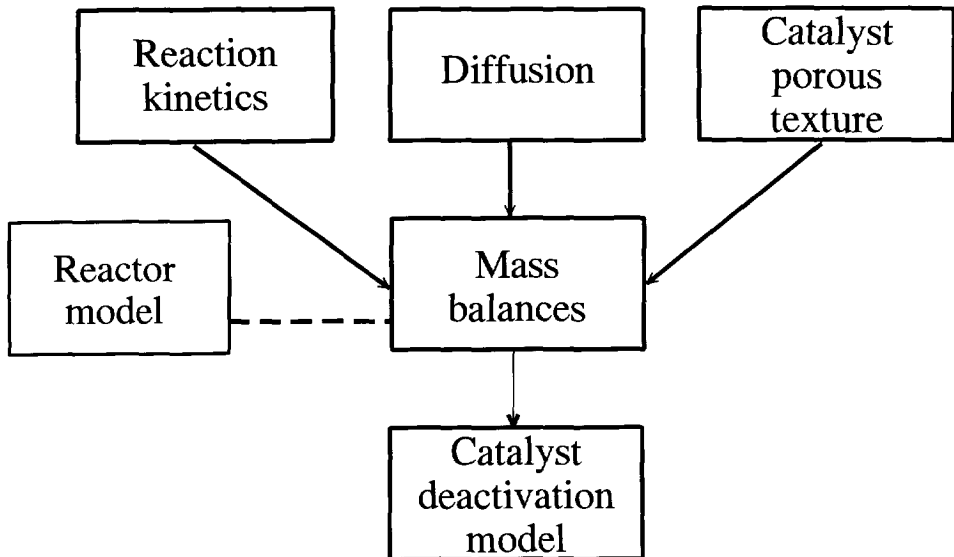 Reaction
kinetics
Diffusion
Catalyst
porous
texture
Reactor
model
Mass
balances
Catalyst
deactivation
model